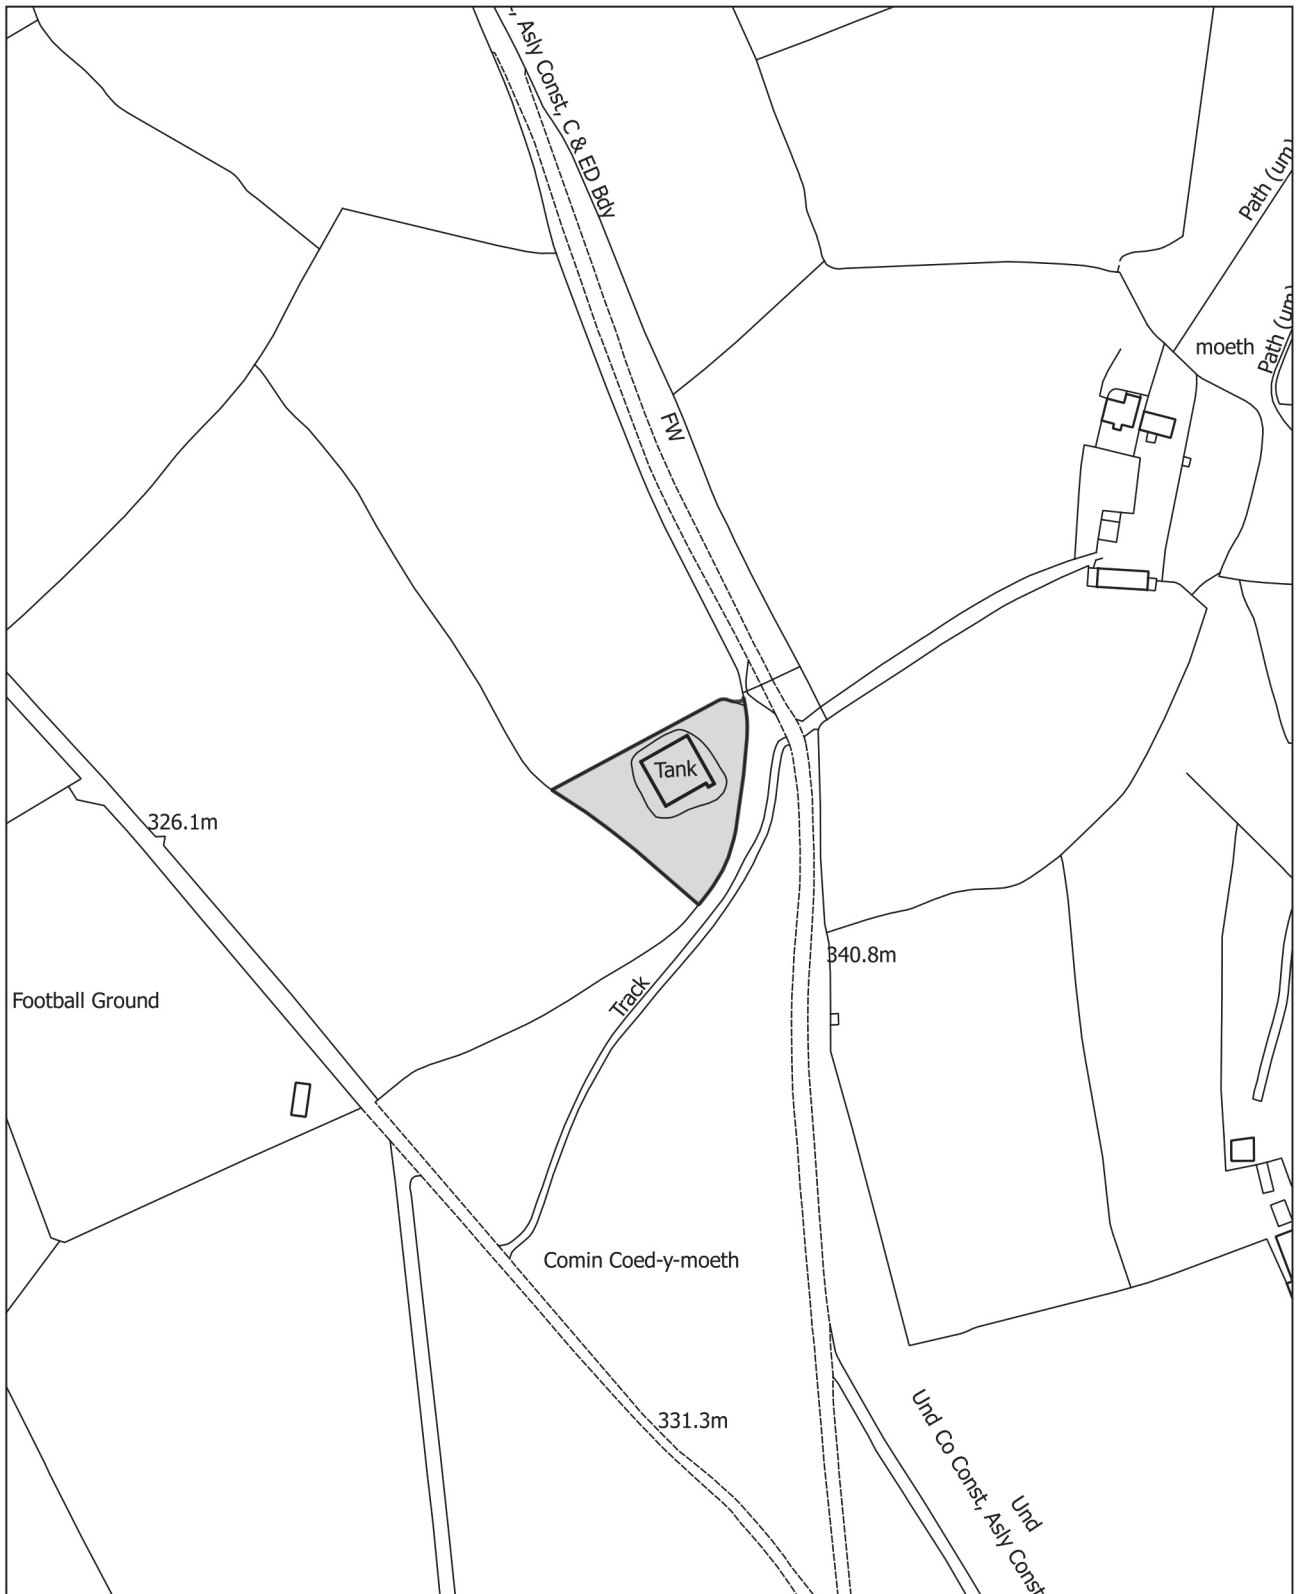 , Asly Const, C & ED Bdy
Path (um)
Path (um)
moeth
FW
Tank
326.1m
340.8m
Football Ground
Track
Comin Coed-y-moeth
331.3m
Und Co Const, Asly Const
Und